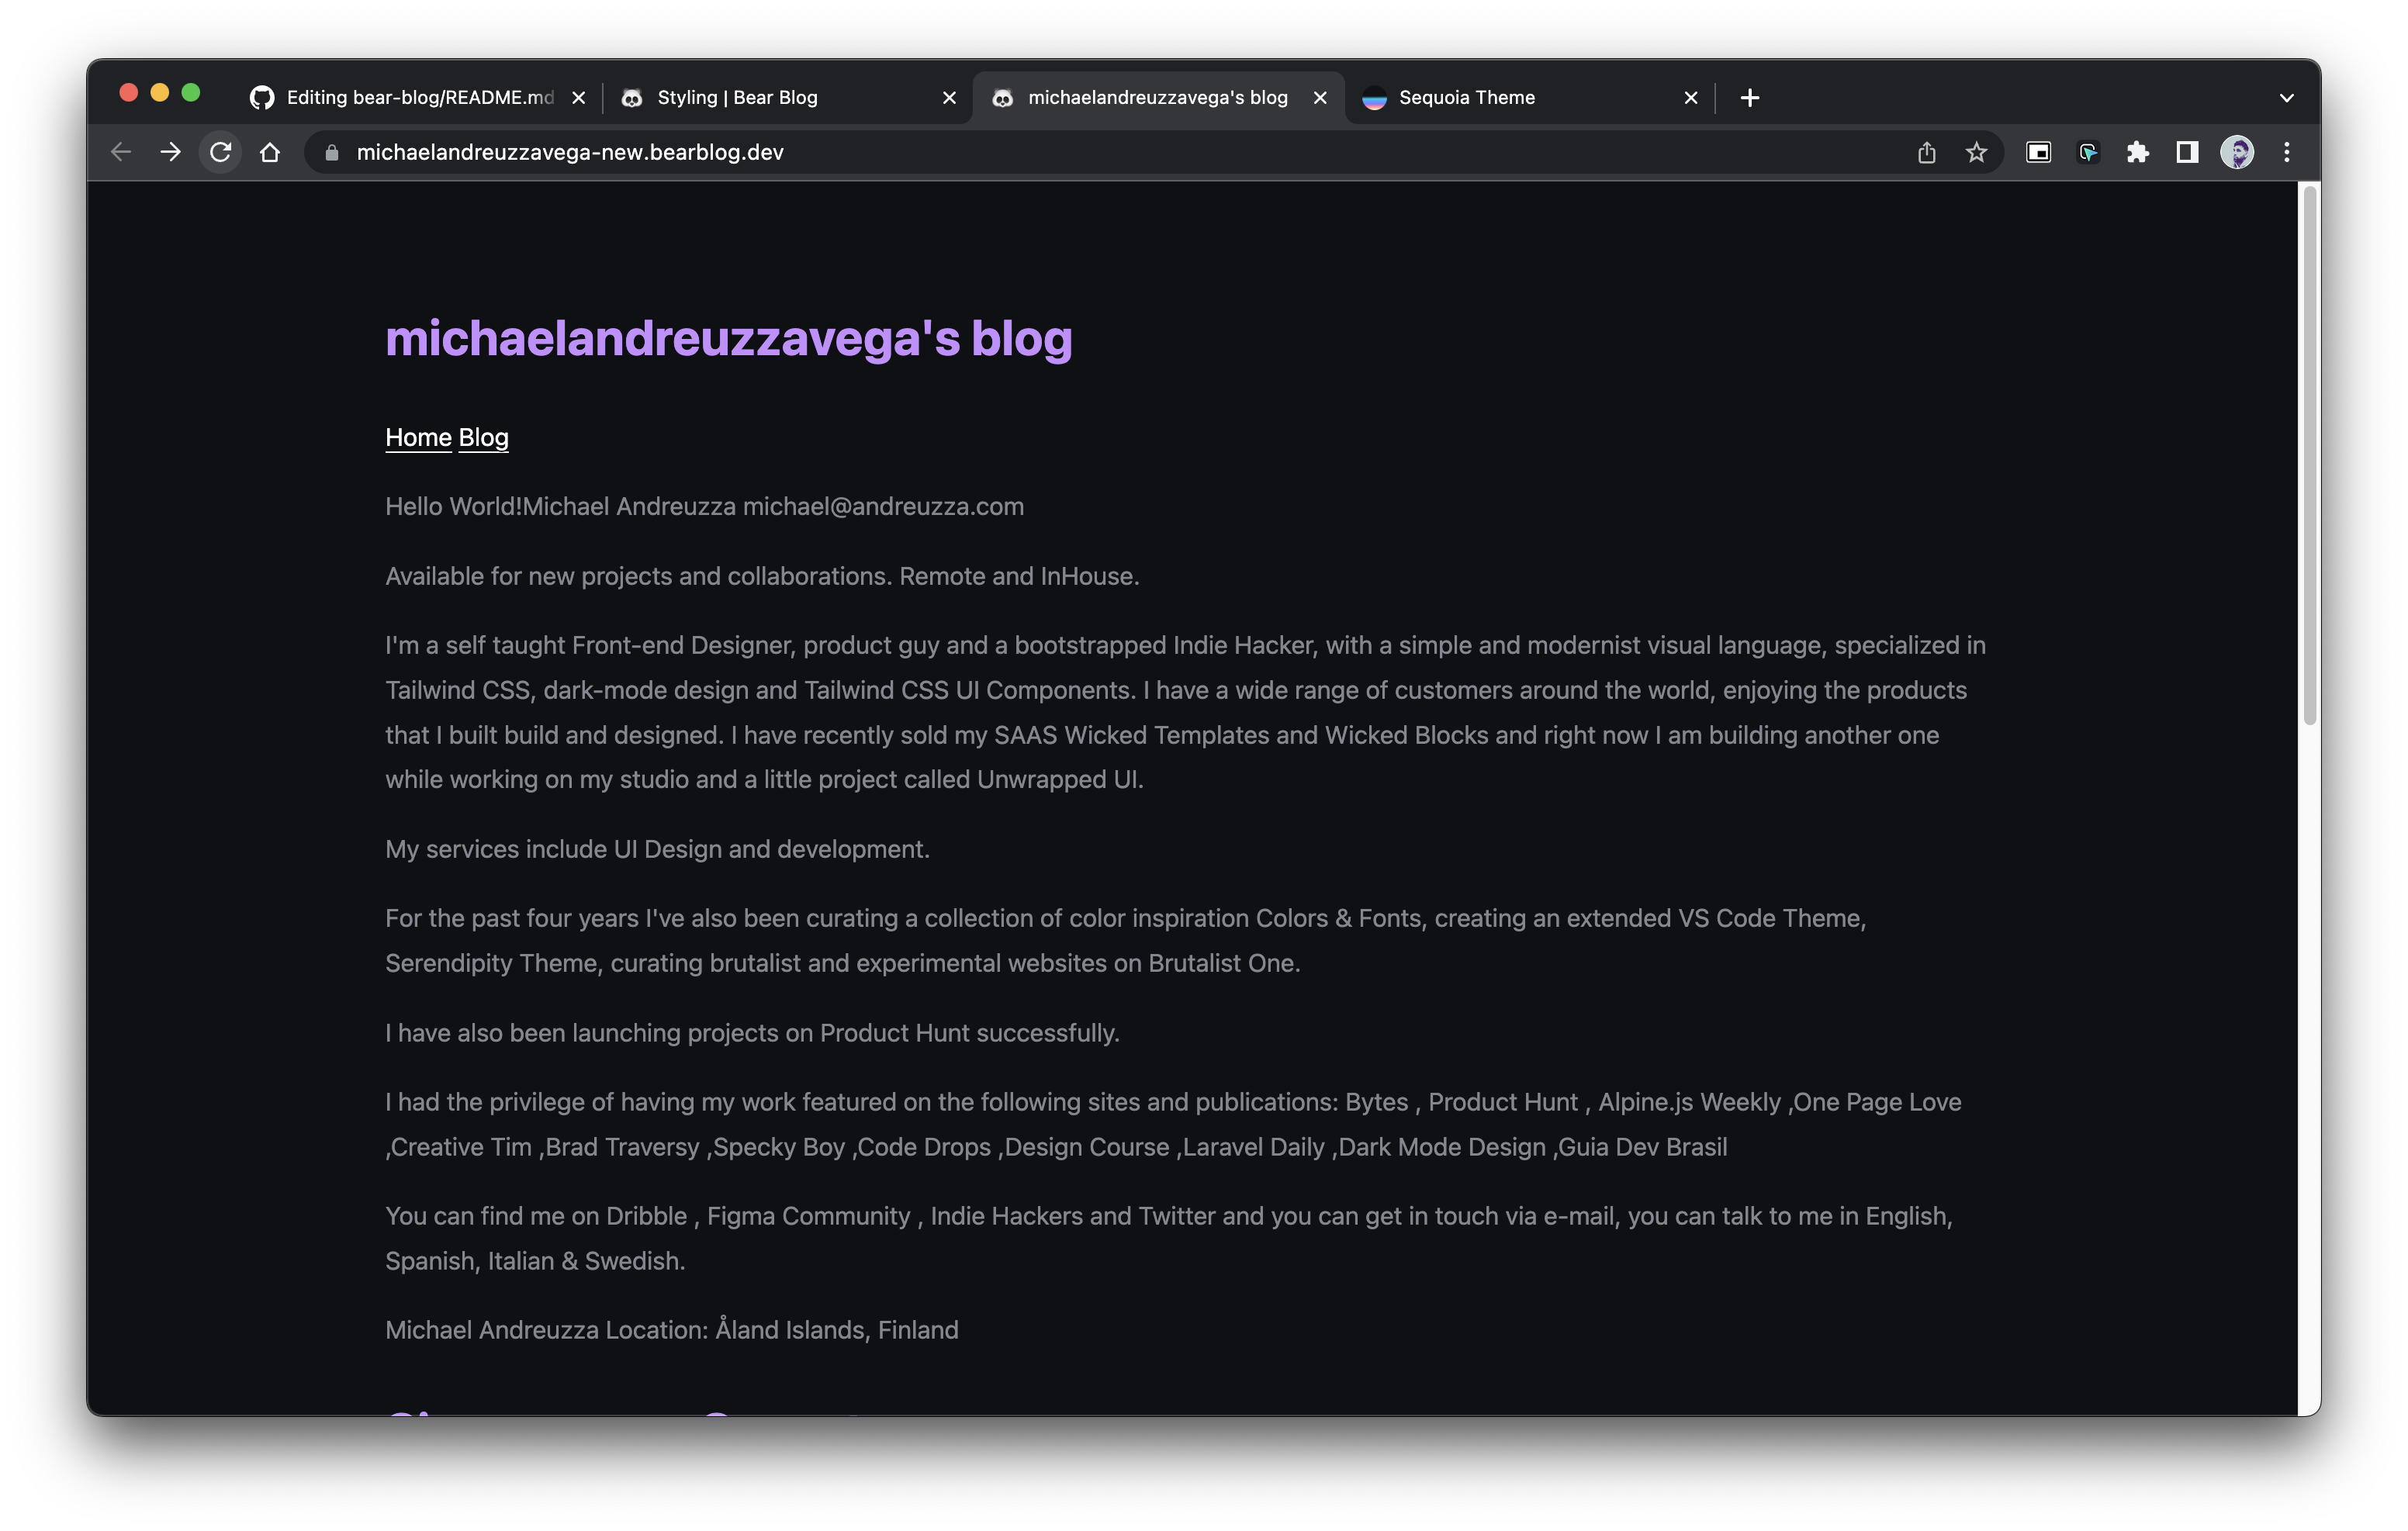 Editing bear-blog/README.md
Styling | Bear Blog
michaelandreuzzavega's blog
Sequoia Theme
michaelandreuzzavega-new.bearblog.dev
michaelandreuzzavega's blog
Home Blog
Hello World!Michael Andreuzza michael@andreuzza.com
Available for new projects and collaborations. Remote and InHouse.
I'm a self taught Front-end Designer, product guy and a bootstrapped Indie Hacker, with a simple and modernist visual language, specialized in
Tailwind CSS, dark-mode design and Tailwind CSS UI Components. I have a wide range of customers around the world, enjoying the products
that I built build and designed. I have recently sold my SAAS Wicked Templates and Wicked Blocks and right now I am building another one
while working on my studio and a little project called Unwrapped UI.
My services include UI Design and development.
For the past four years I've also been curating a collection of color inspiration Colors & Fonts, creating an extended VS Code Theme,
Serendipity Theme, curating brutalist and experimental websites on Brutalist One.
I have also been launching projects on Product Hunt successfully.
I had the privilege of having my work featured on the following sites and publications: Bytes , Product Hunt , Alpine.js Weekly ,One Page Love
,Creative Tim ,Brad Traversy ,Specky Boy ,Code Drops ,Design Course ,Laravel Daily ,Dark Mode Design ,Guia Dev Brasil
You can find me on Dribble , Figma Community , Indie Hackers and Twitter and you can get in touch via e-mail, you can talk to me in English,
Spanish, Italian & Swedish.
Michael Andreuzza Location: Åland Islands, Finland